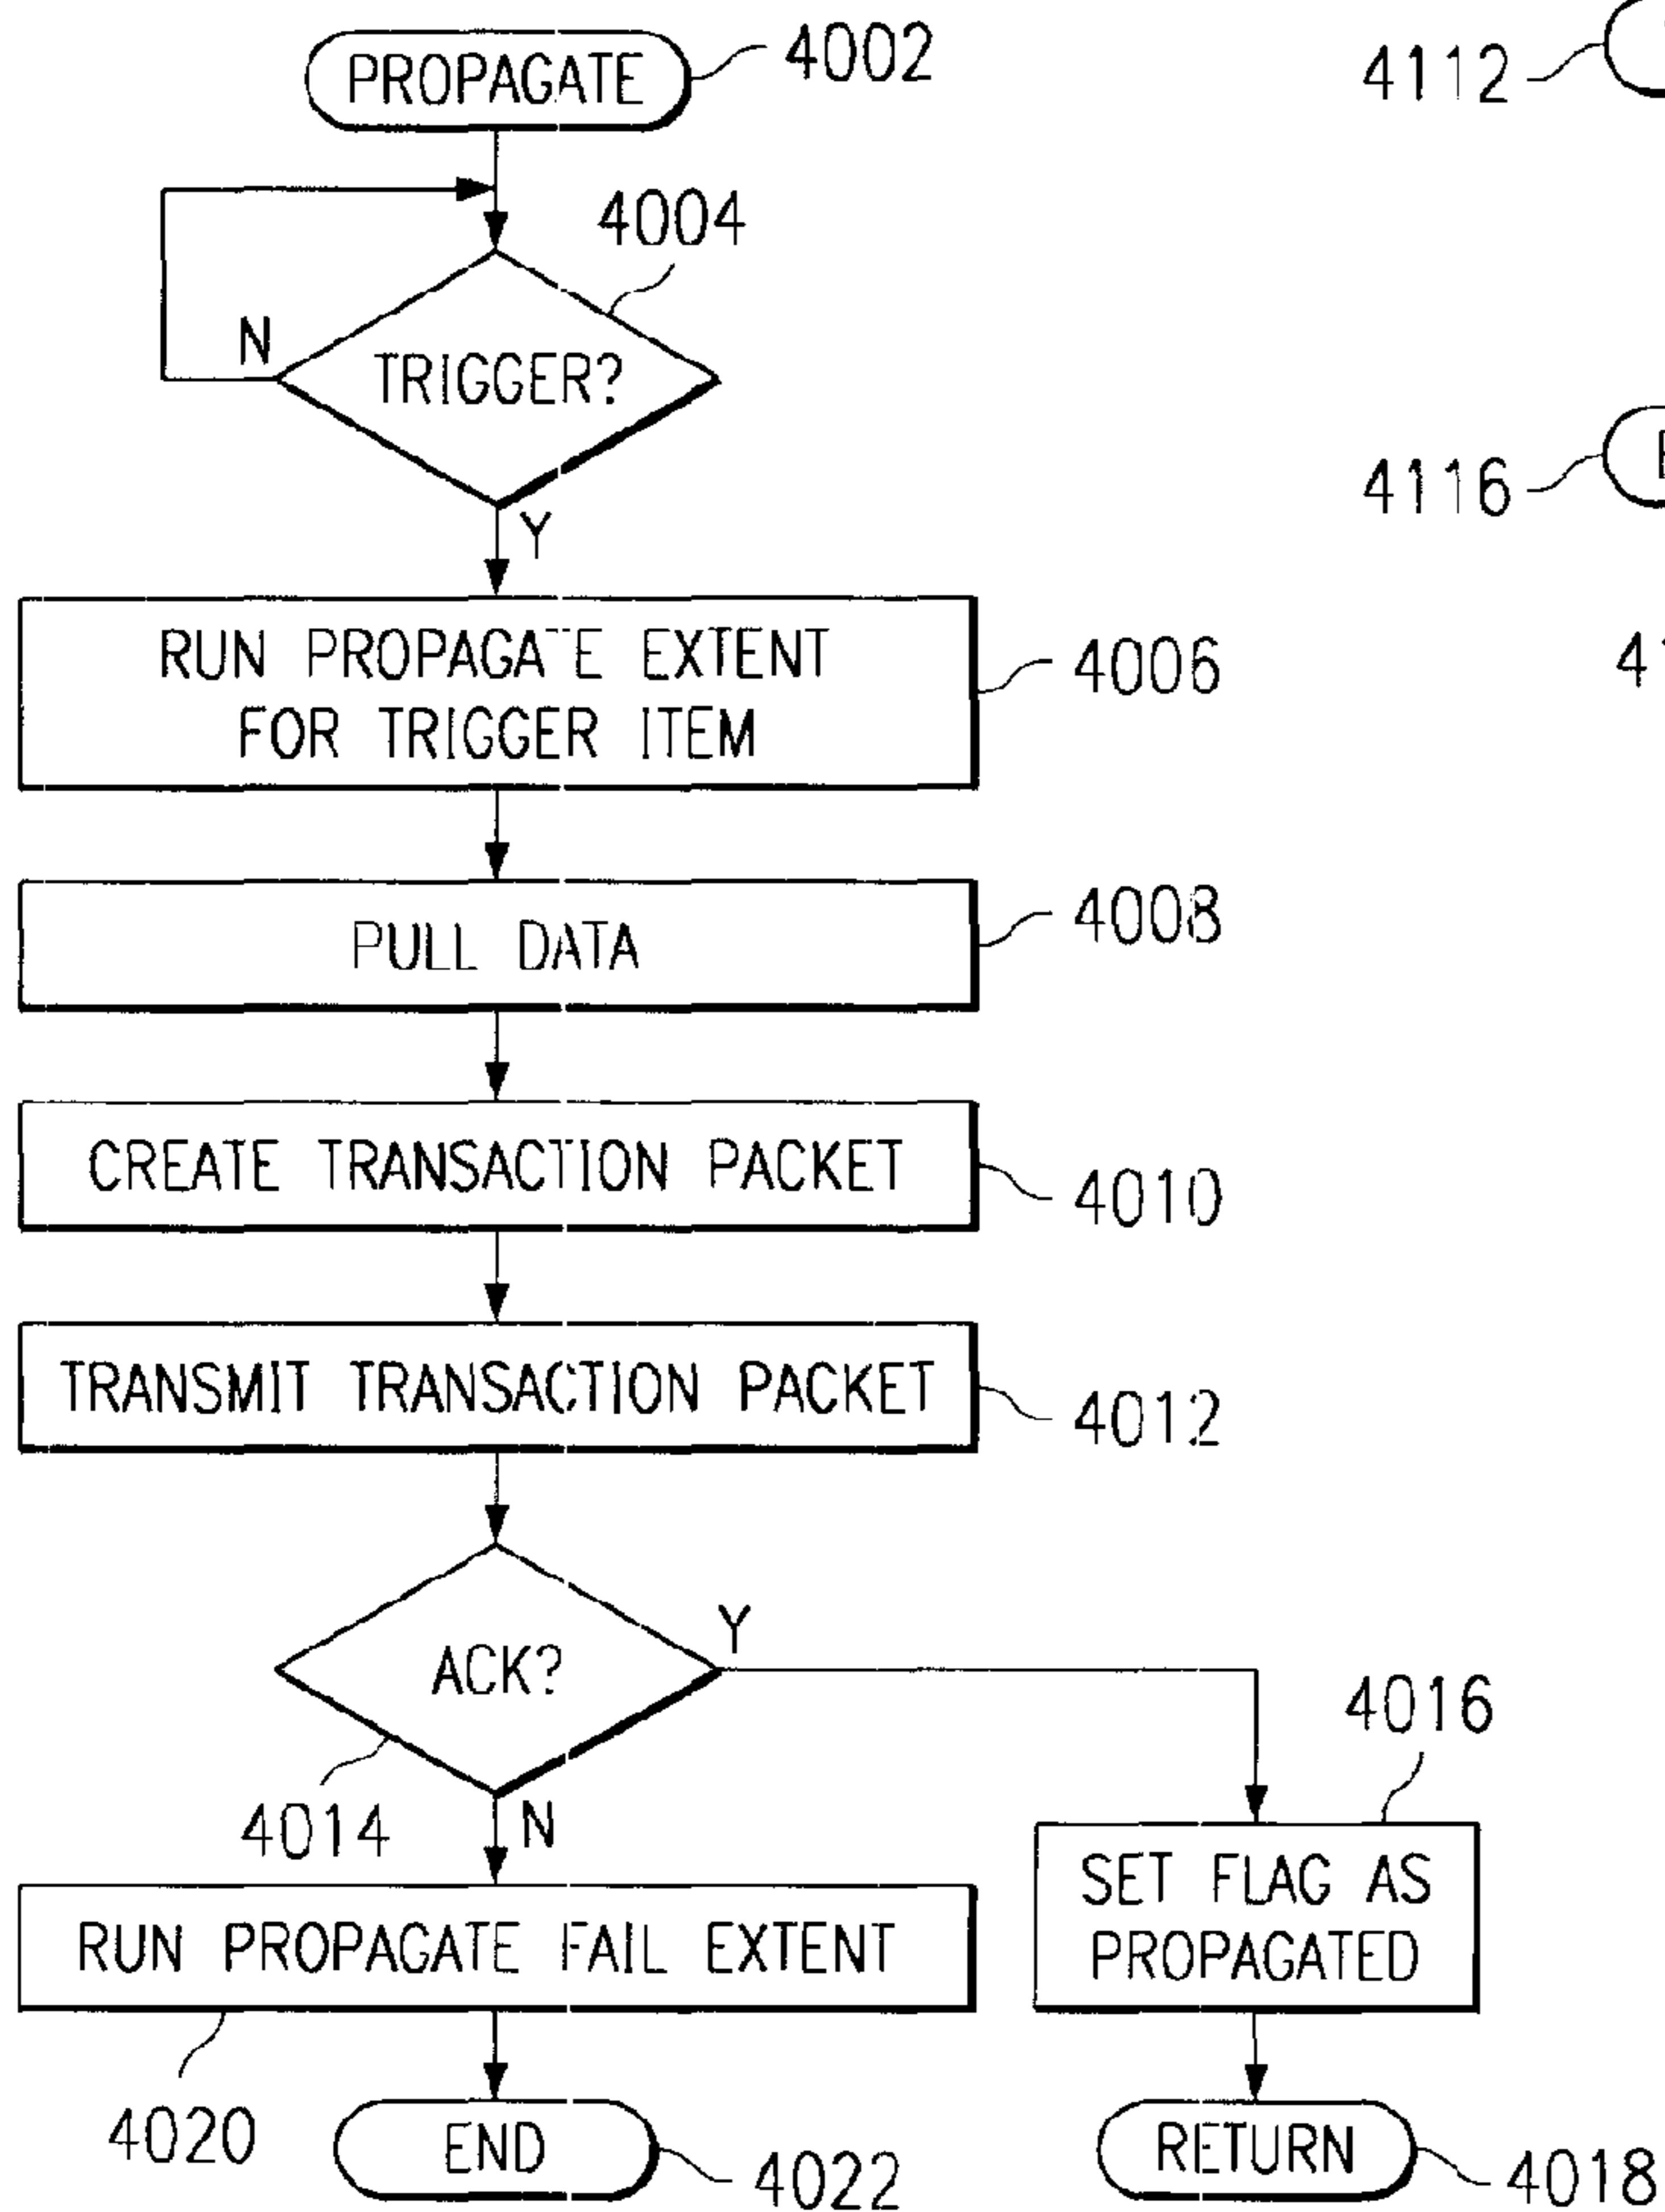 PROPAGATE
4002
4112
4004
N
TRIGGER?
Y
4116
RUN PROPAGATE EXTENT
FOR TRIGGER ITEM
4006
PULL DATA
4008
CREATE TRANSACTION PACKET
4010
TRANSMIT TRANSACTION PACKET
4012
ACK?
Y
4016
4014
N
SET FLAG AS
PROPAGATED
RUN PROPAGATE FAIL EXTENT
4020
END
4022
RETURN
4018